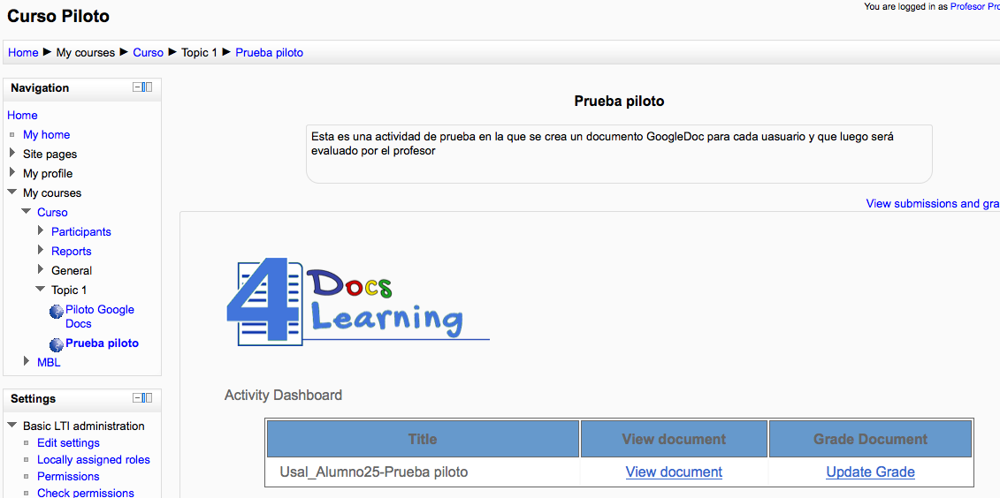 Curso Piloto
You are logged in as Profesor
Home ► My courses ► Curso ► Topic 1 ► Prueba piloto
Navigation
Home
My home
Site pages
My profile
My courses
Curso
Participants
Reports
General
Topic 1
Piloto Google
Docs
Prueba piloto
MBL
Settings
Basic LTI administration
Edit settings
Locally assigned roles
Permissions
Check permissions
Prueba piloto
Esta es una actividad de prueba en la que se crea un documento GoogleDoc para cada uasuario y que luego será
evaluado por el profesor
View submissions and
4 Docs
Learning
Activity Dashboard
Title View document Grade Document
Usal_Alumno25-Prueba piloto View document Update Grade